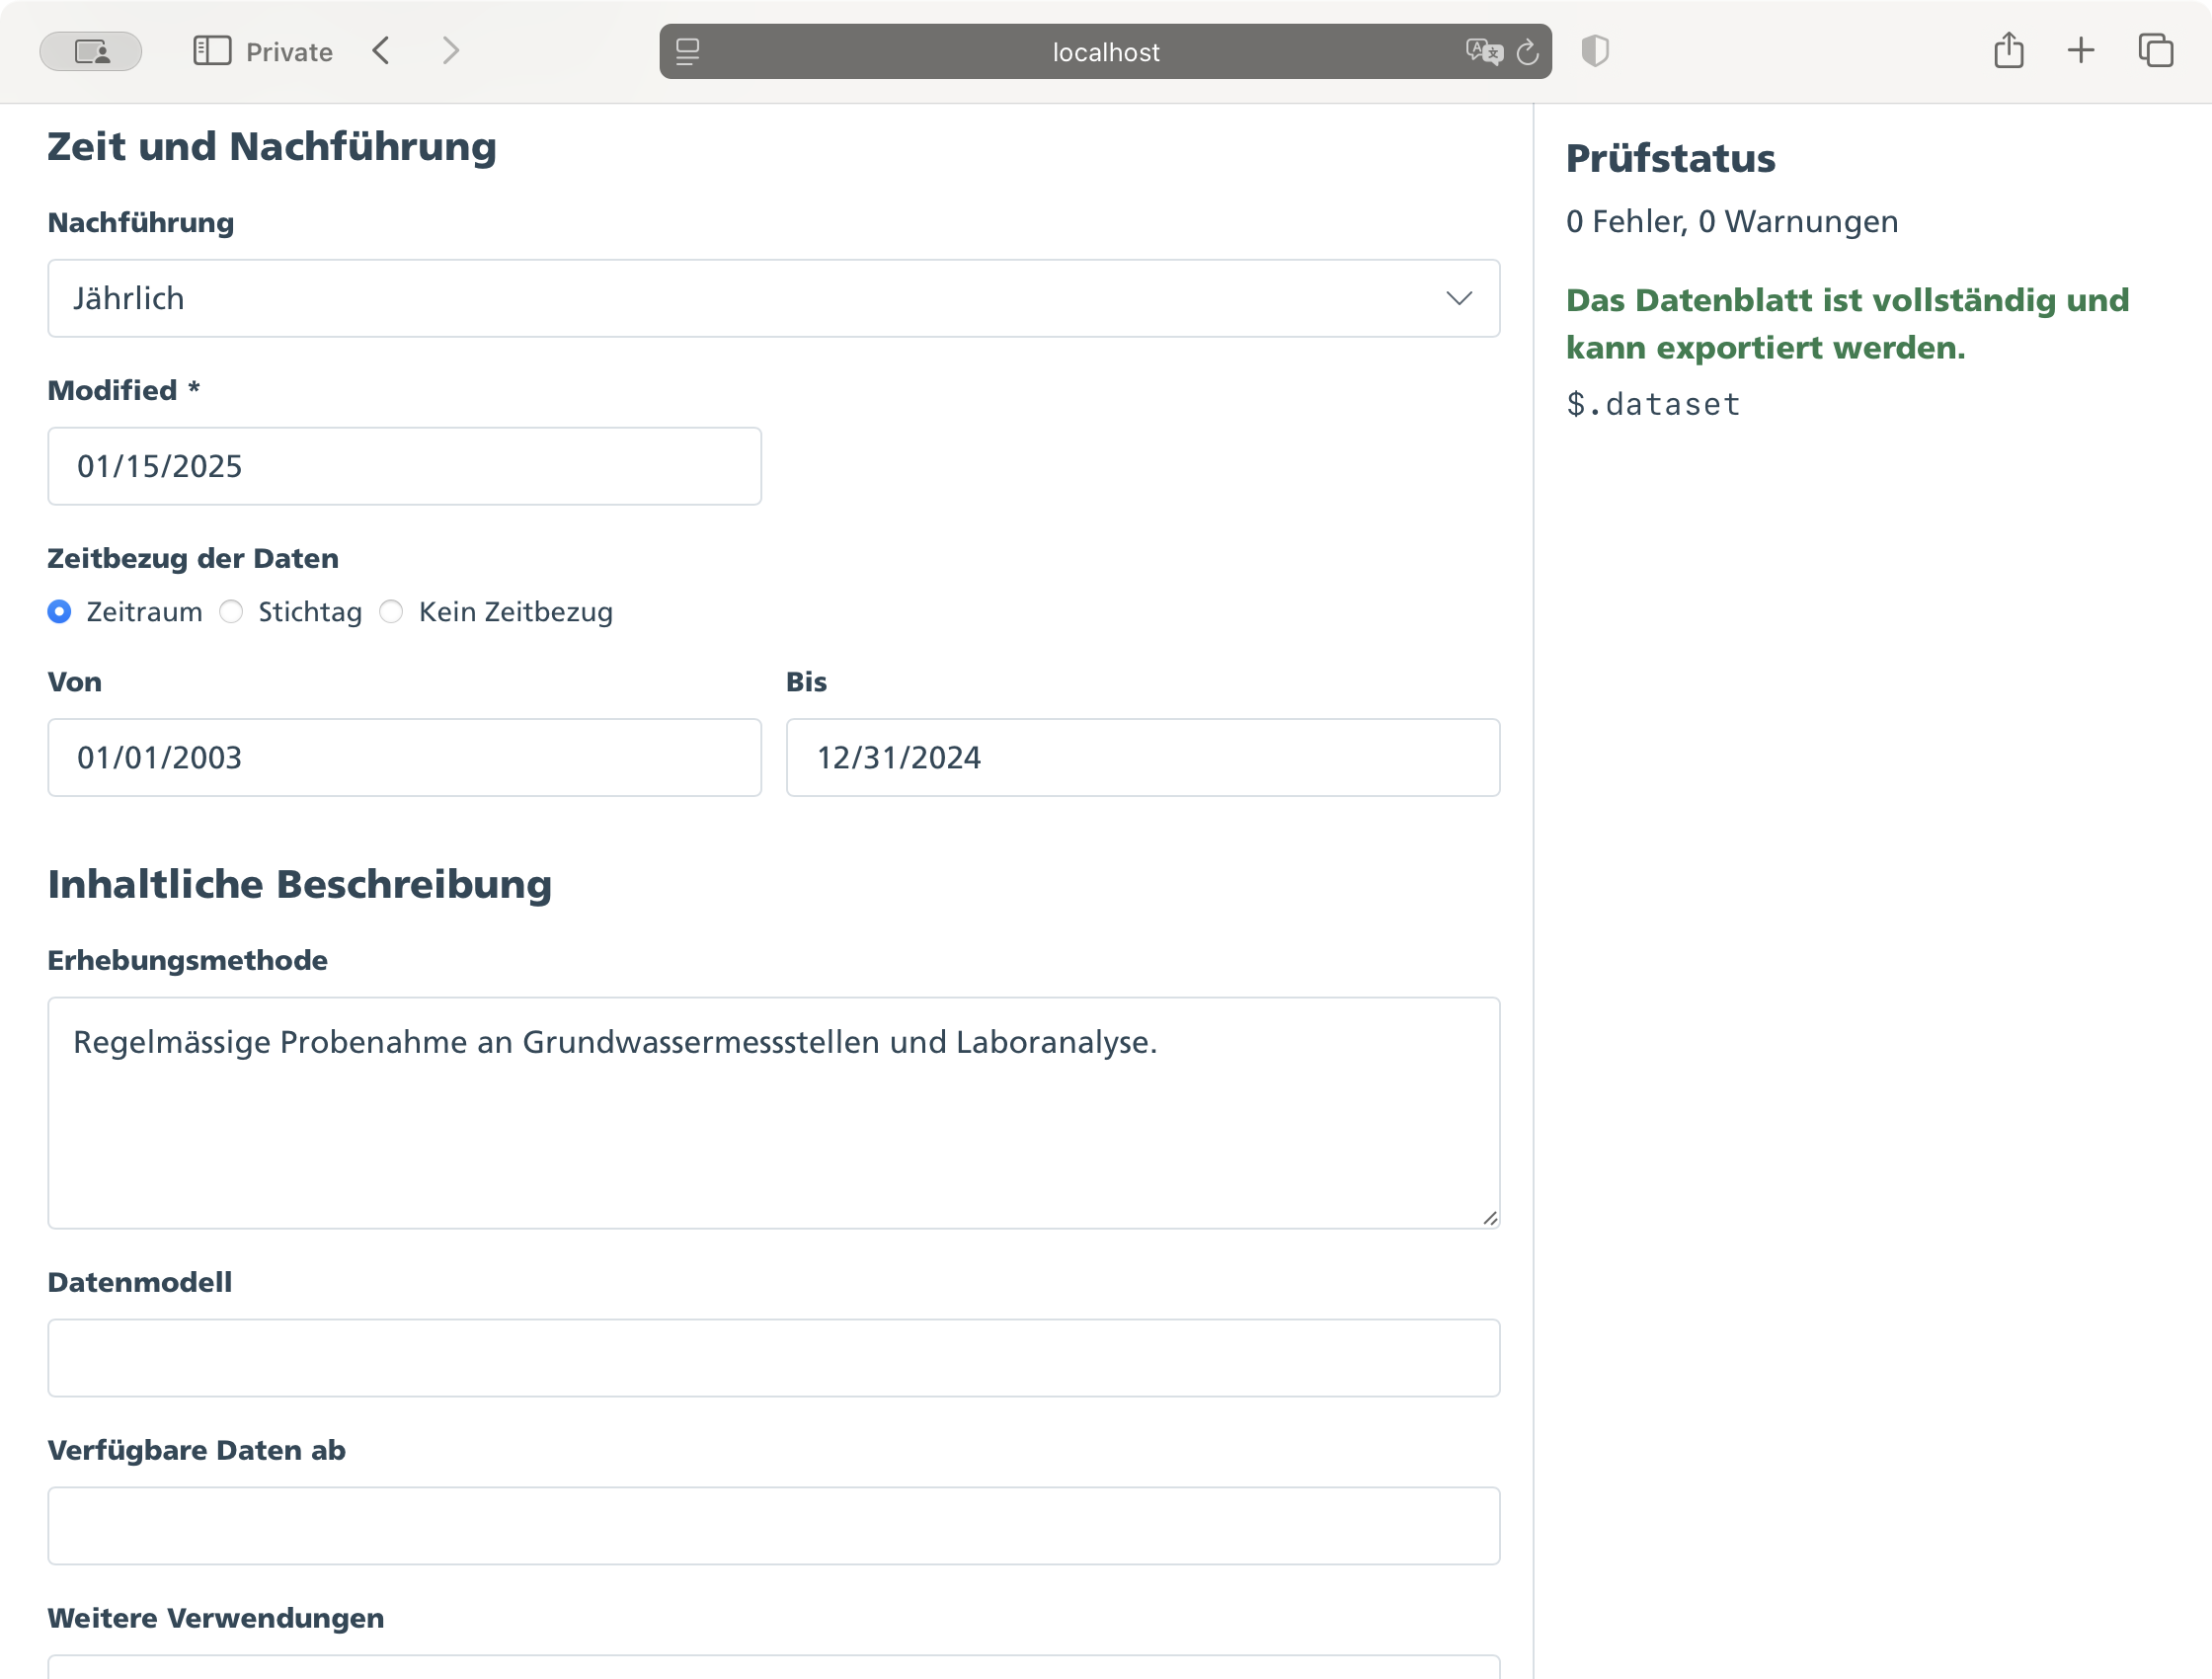 Private
localhost
Zeit und Nachführung
Nachführung
Jährlich
Modified *
01/15/2025
Zeitbezug der Daten
Zeitraum Stichtag Kein Zeitbezug
Von Bis
01/01/2003 12/31/2024
Inhaltliche Beschreibung
Erhebungsmethode
Regelmässige Probenahme an Grundwassermessstellen und Laboranalyse.
Datenmodell
Verfügbare Daten ab
Weitere Verwendungen
Prüfstatus
0 Fehler, 0 Warnungen
Das Datenblatt ist vollständig und
kann exportiert werden.
$.dataset